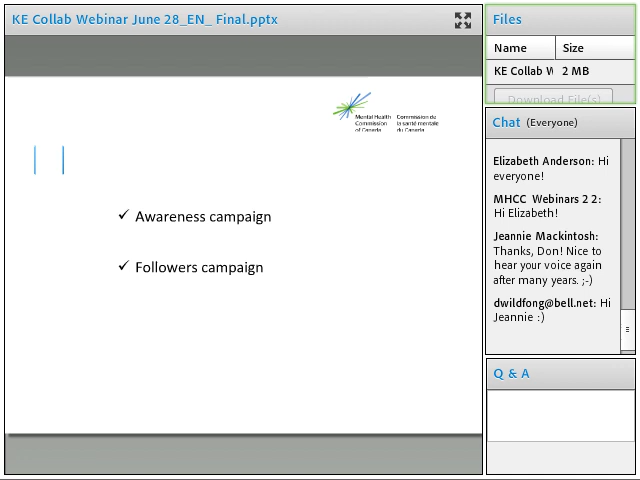 KE Collab Webinar June 28_EN_ Final.pptx
Mental Health Commission de
Commission la santé mentale
of Canada du Canada
✓ Awareness campaign
✓ Followers campaign
Files
Name Size
KE Collab W 2 MB
Download File(s)
Chat (Everyone)
Elizabeth Anderson: Hi
everyone!
MHCC Webinars 2 2:
Hi Elizabeth!
Jeannie Mackintosh:
Thanks, Don! Nice to
hear your voice again
after many years. ;-)
dwildfong@bell.net: Hi
Jeannie :)
Q & A